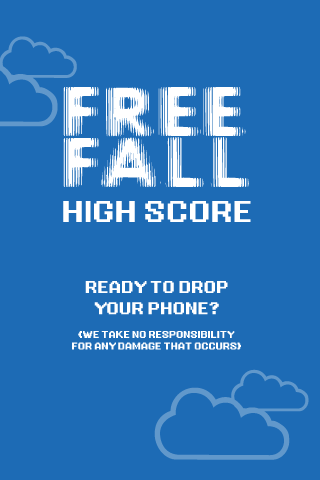 FREE
FALL
HIGH SCORE
READY TO DROP
YOUR PHONE?
(WE TAKE NO RESPONSIBILITY
FOR ANY DAMAGE THAT OCCURS)